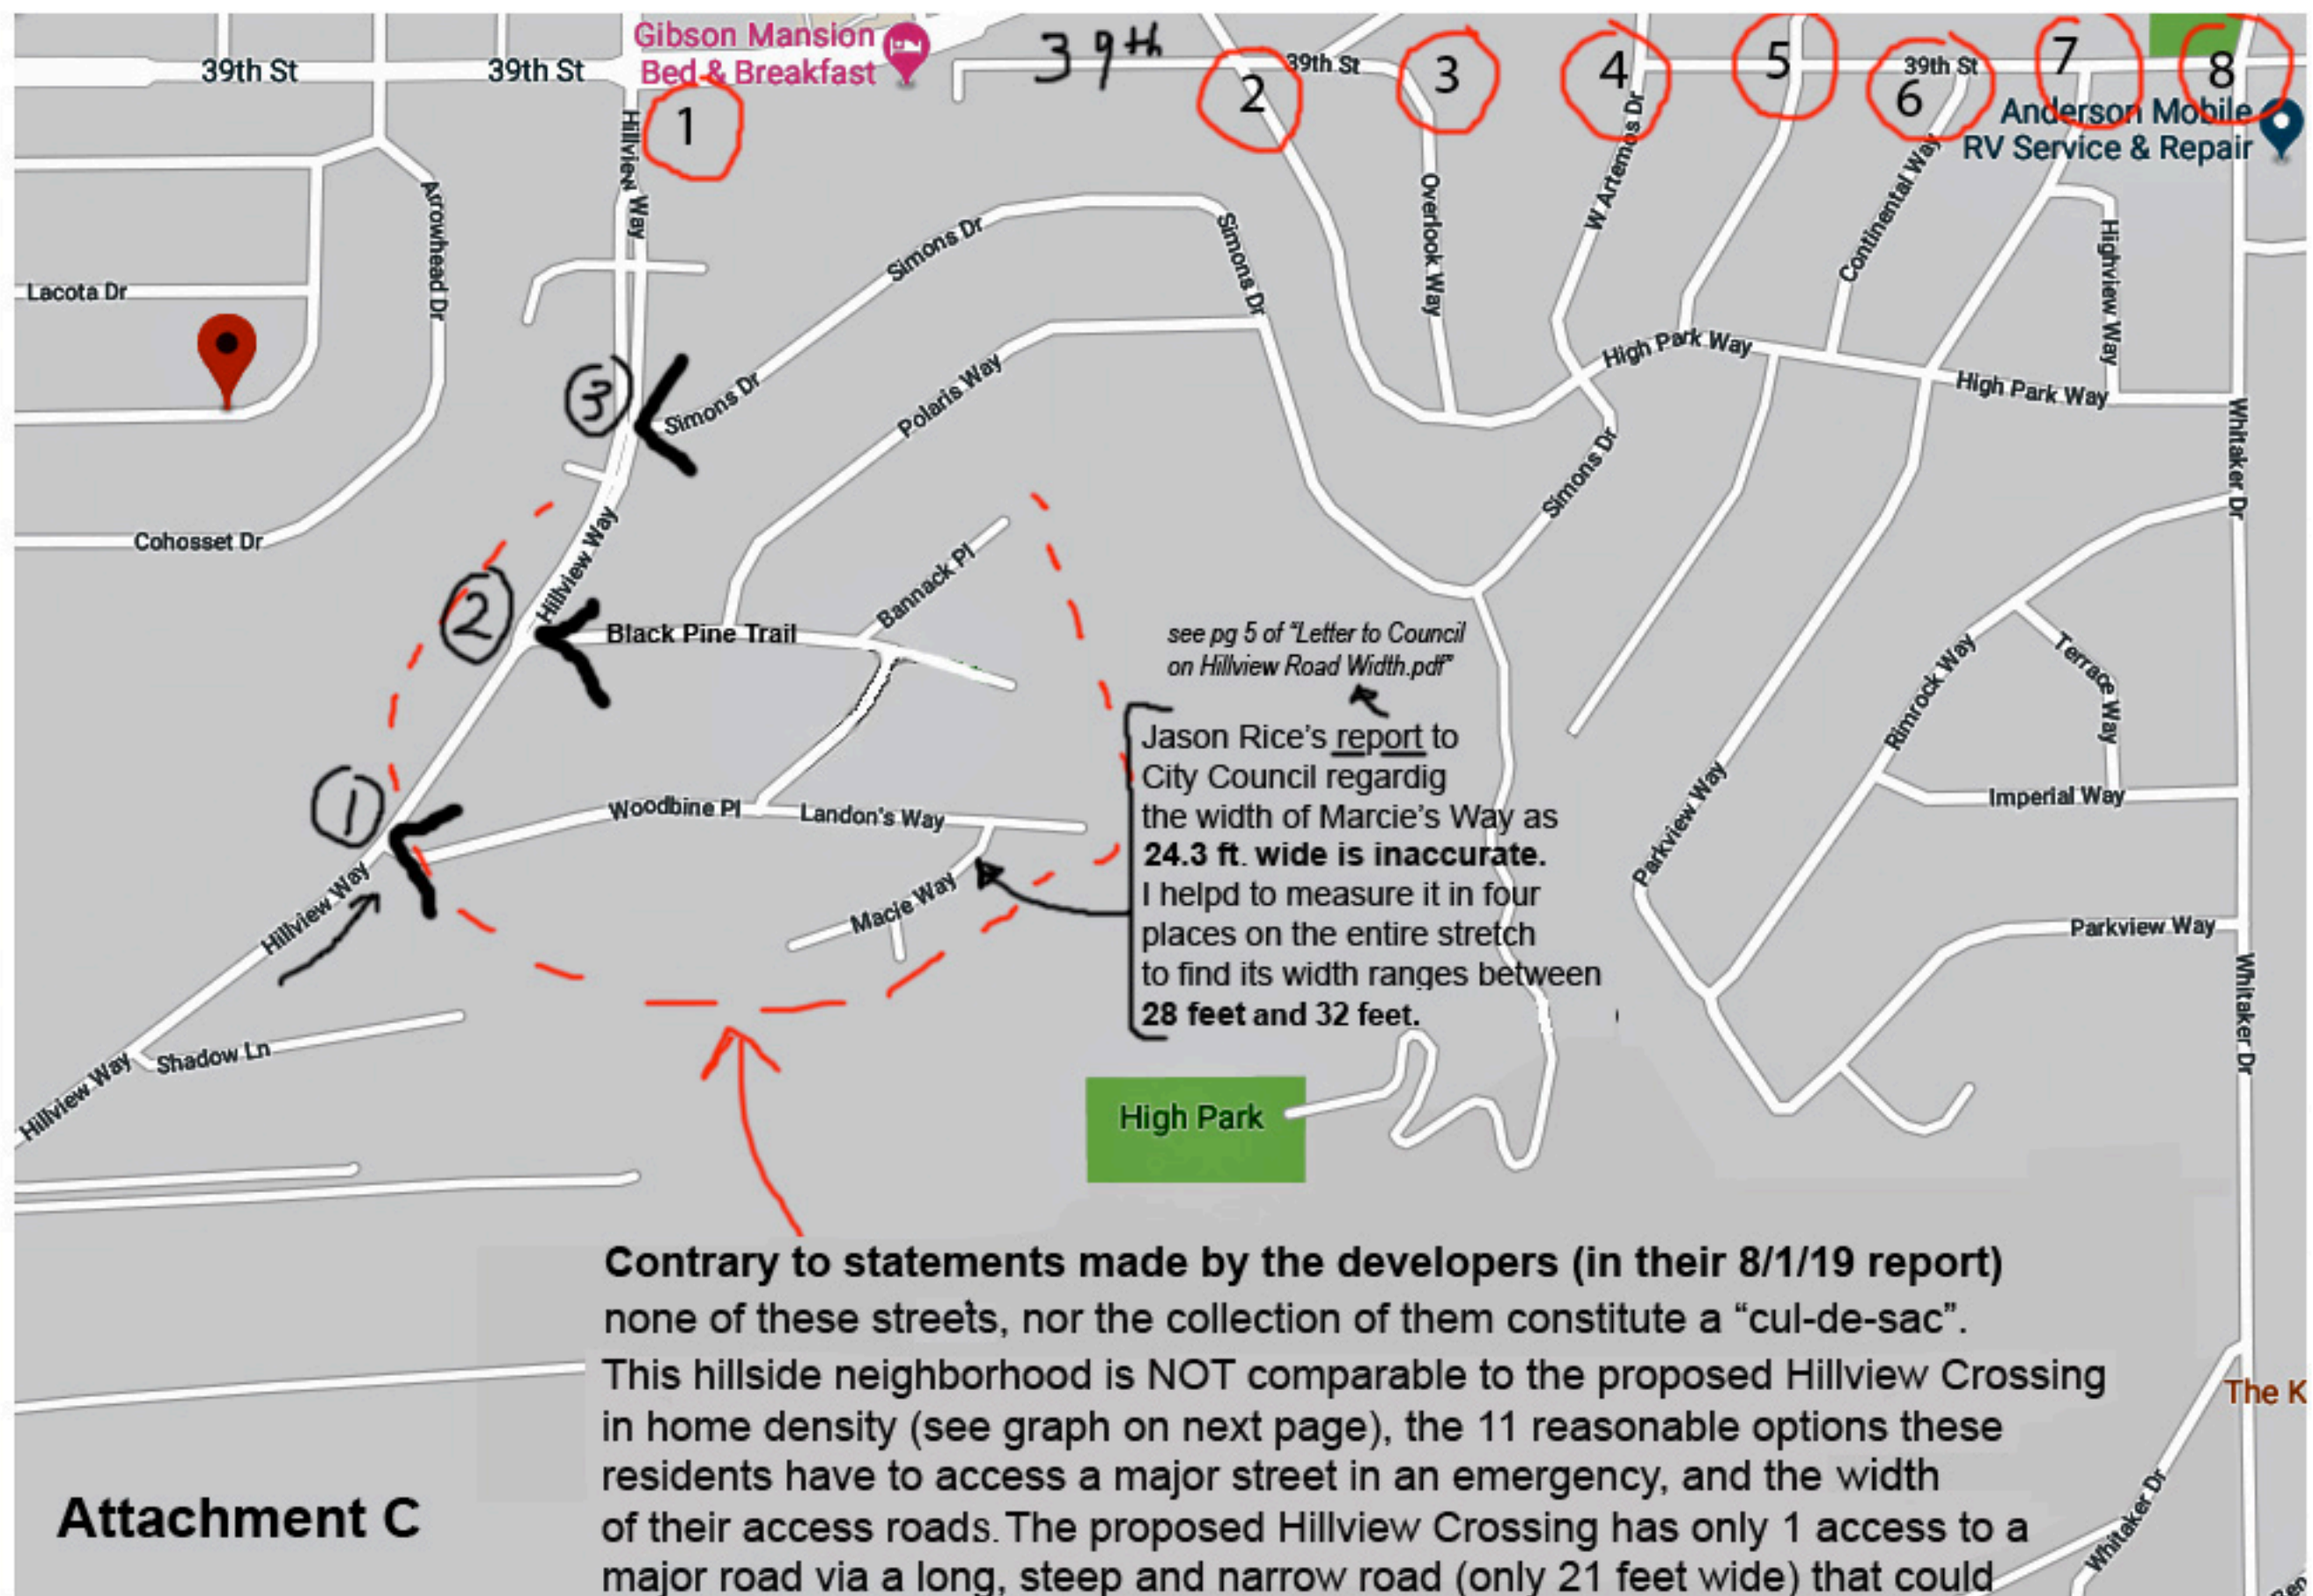 Gibson Mansion
Bed & Breakfast
39th
39th St
39th St
39th St
39th St
1
2
3
4
5
6
7
8
Anderson Mobile
RV Service & Repair
Hillview Way
Arrowhead Dr
Lacota Dr
Simons Dr
Simons Dr
Simons Dr
Overlook Way
W Artemos Dr
Continental Way
Highview Way
High Park Way
High Park Way
Whitaker Dr
3
Polaris Way
Simons Dr
Cohosset Dr
Hillview Way
2
Black Pine Trail
Bannack Pl
Rimrock Way
Terrace Way
Imperial Way
Parkview Way
Parkview Way
Whitaker Dr
see pg 5 of “Letter to Council
on Hillview Road Width.pdf”
Jason Rice’s report to
City Council regardig
the width of Marcie’s Way as
24.3 ft. wide is inaccurate.
I helpd to measure it in four
places on the entire stretch
to find its width ranges between
28 feet and 32 feet.
1
Woodbine Pl
Landon's Way
Macie Way
Hillview Way
Shadow Ln
Hillview Way
High Park
Contrary to statements made by the developers (in their 8/1/19 report)
none of these streets, nor the collection of them constitute a “cul-de-sac”.
This hillside neighborhood is NOT comparable to the proposed Hillview Crossing
in home density (see graph on next page), the 11 reasonable options these
residents have to access a major street in an emergency, and the width
of their access roads. The proposed Hillview Crossing has only 1 access to a
major road via a long, steep and narrow road (only 21 feet wide) that could
Attachment C
The K
Whitaker Dr